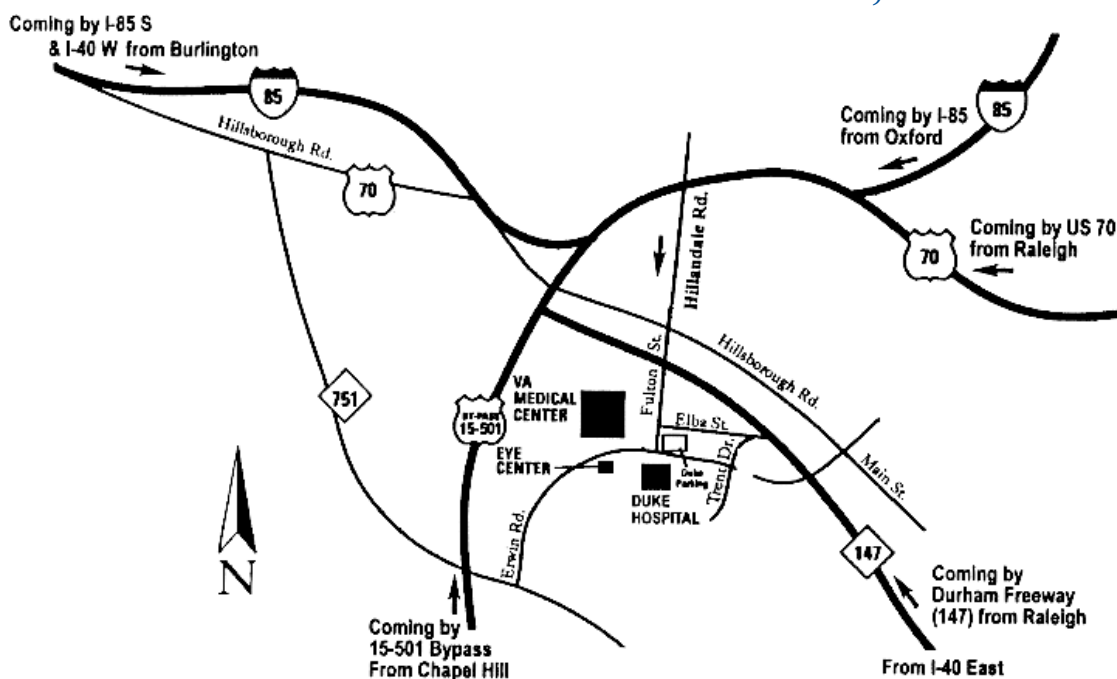 Coming by I-85 S
& I-40 W from Burlington
85
Hillsborough Rd.
70
Coming by I-85
from Oxford
85
Coming by US 70
from Raleigh
70
Hillandale Rd.
Hillsborough Rd.
Fulton St.
VA
MEDICAL
CENTER
751
BY-PASS
15-501
Elba St.
EYE
CENTER
Trent Dr.
Duke
Parking
Main St.
DUKE
HOSPITAL
Erwin Rd.
N
147
Coming by
Durham Freeway
(147) from Raleigh
Coming by
15-501 Bypass
From Chapel Hill
From I-40 East